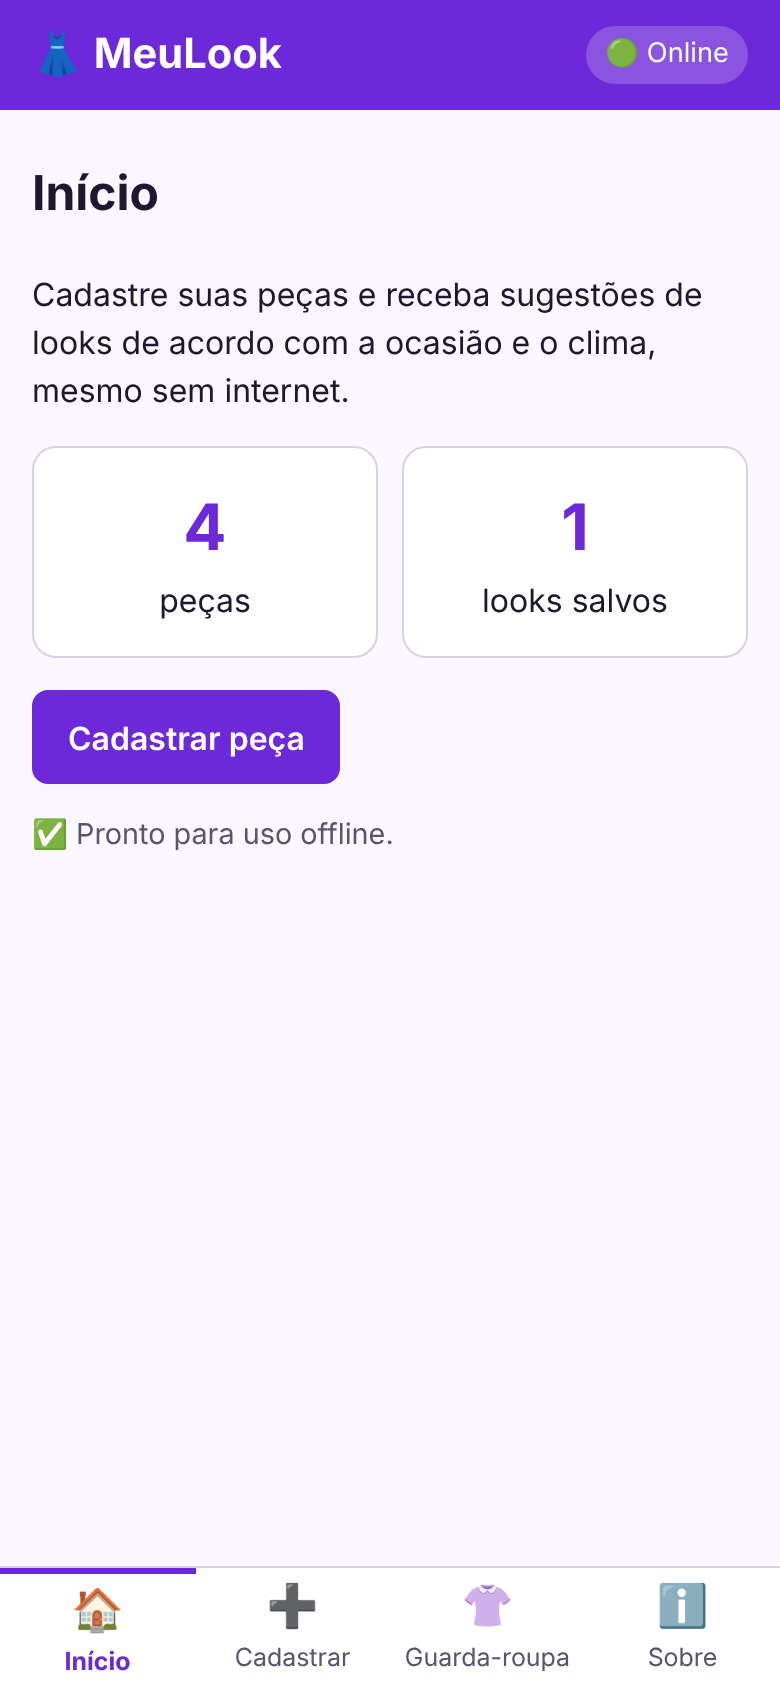 👗 MeuLook
🟢 Online
Início
Cadastre suas peças e receba sugestões de
looks de acordo com a ocasião e o clima,
mesmo sem internet.
4
peças
1
looks salvos
Cadastrar peça
✅ Pronto para uso offline.
Início
Cadastrar
Guarda-roupa
Sobre